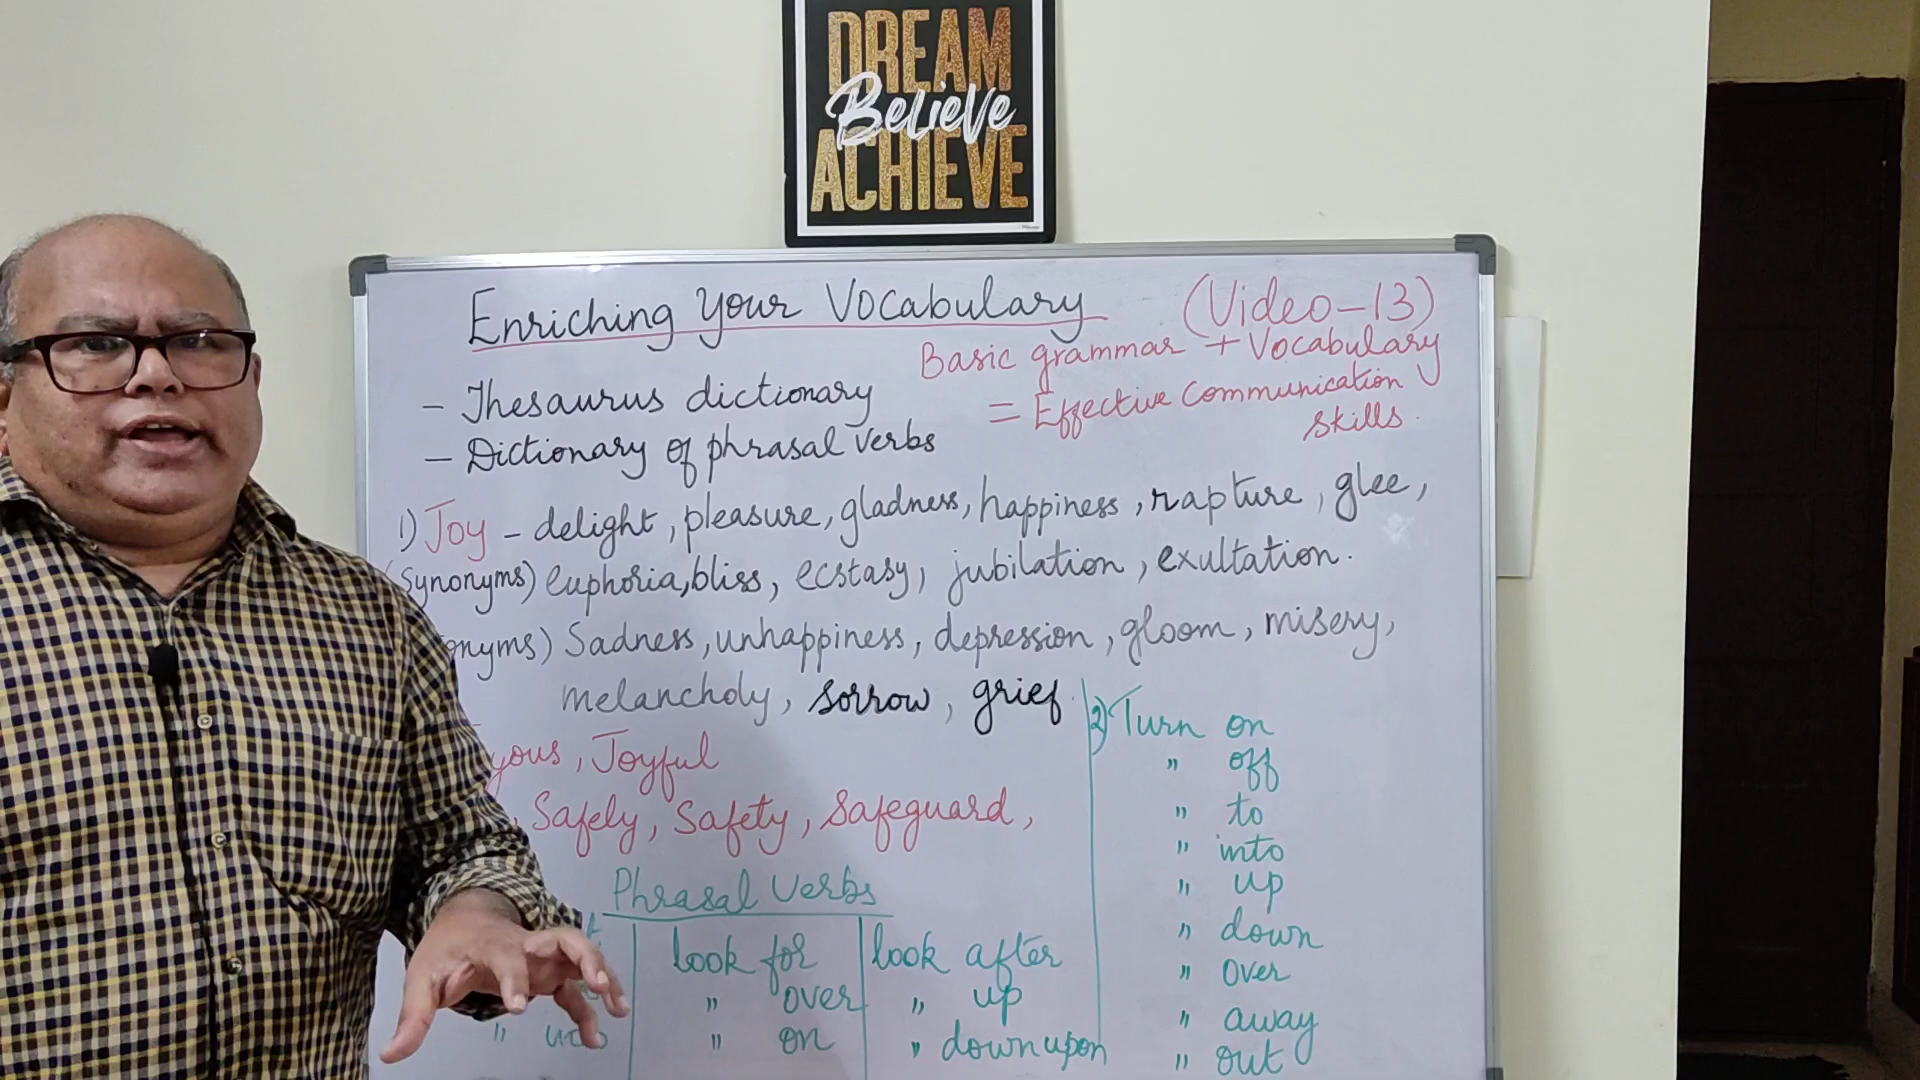 DREAM
Believe
ACHIEVE
Enriching Your Vocabulary (Video-13)
Basic grammar + Vocabulary
= Effective Communication
skills.
- Thesaurus dictionary
- Dictionary of phrasal verbs
1) Joy - delight, pleasure, gladness, happiness, rapture, glee,
(Synonyms) euphoria, bliss, ecstasy, jubilation, exultation.
onyms) Sadness, unhappiness, depression, gloom, misery,
melancholy, sorrow, grief.
yous, Joyful
, Safely, Safety, Safeguard,
Phrasal Verbs
look for look after
" over " up
" into " on " down upon
2) Turn on
" off
" to
" into
" up
" down
" over
" away
" out